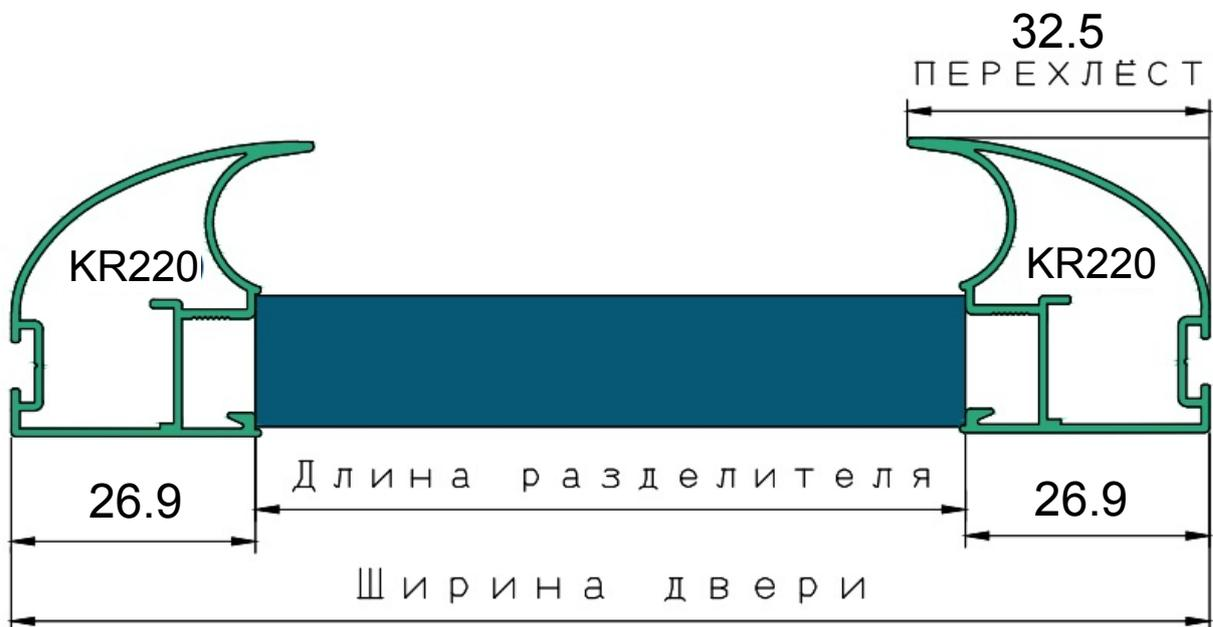 32.5
ПЕРЕХЛЁСТ
KR220
KR220
Длина разделителя
26.9
26.9
Ширина двери